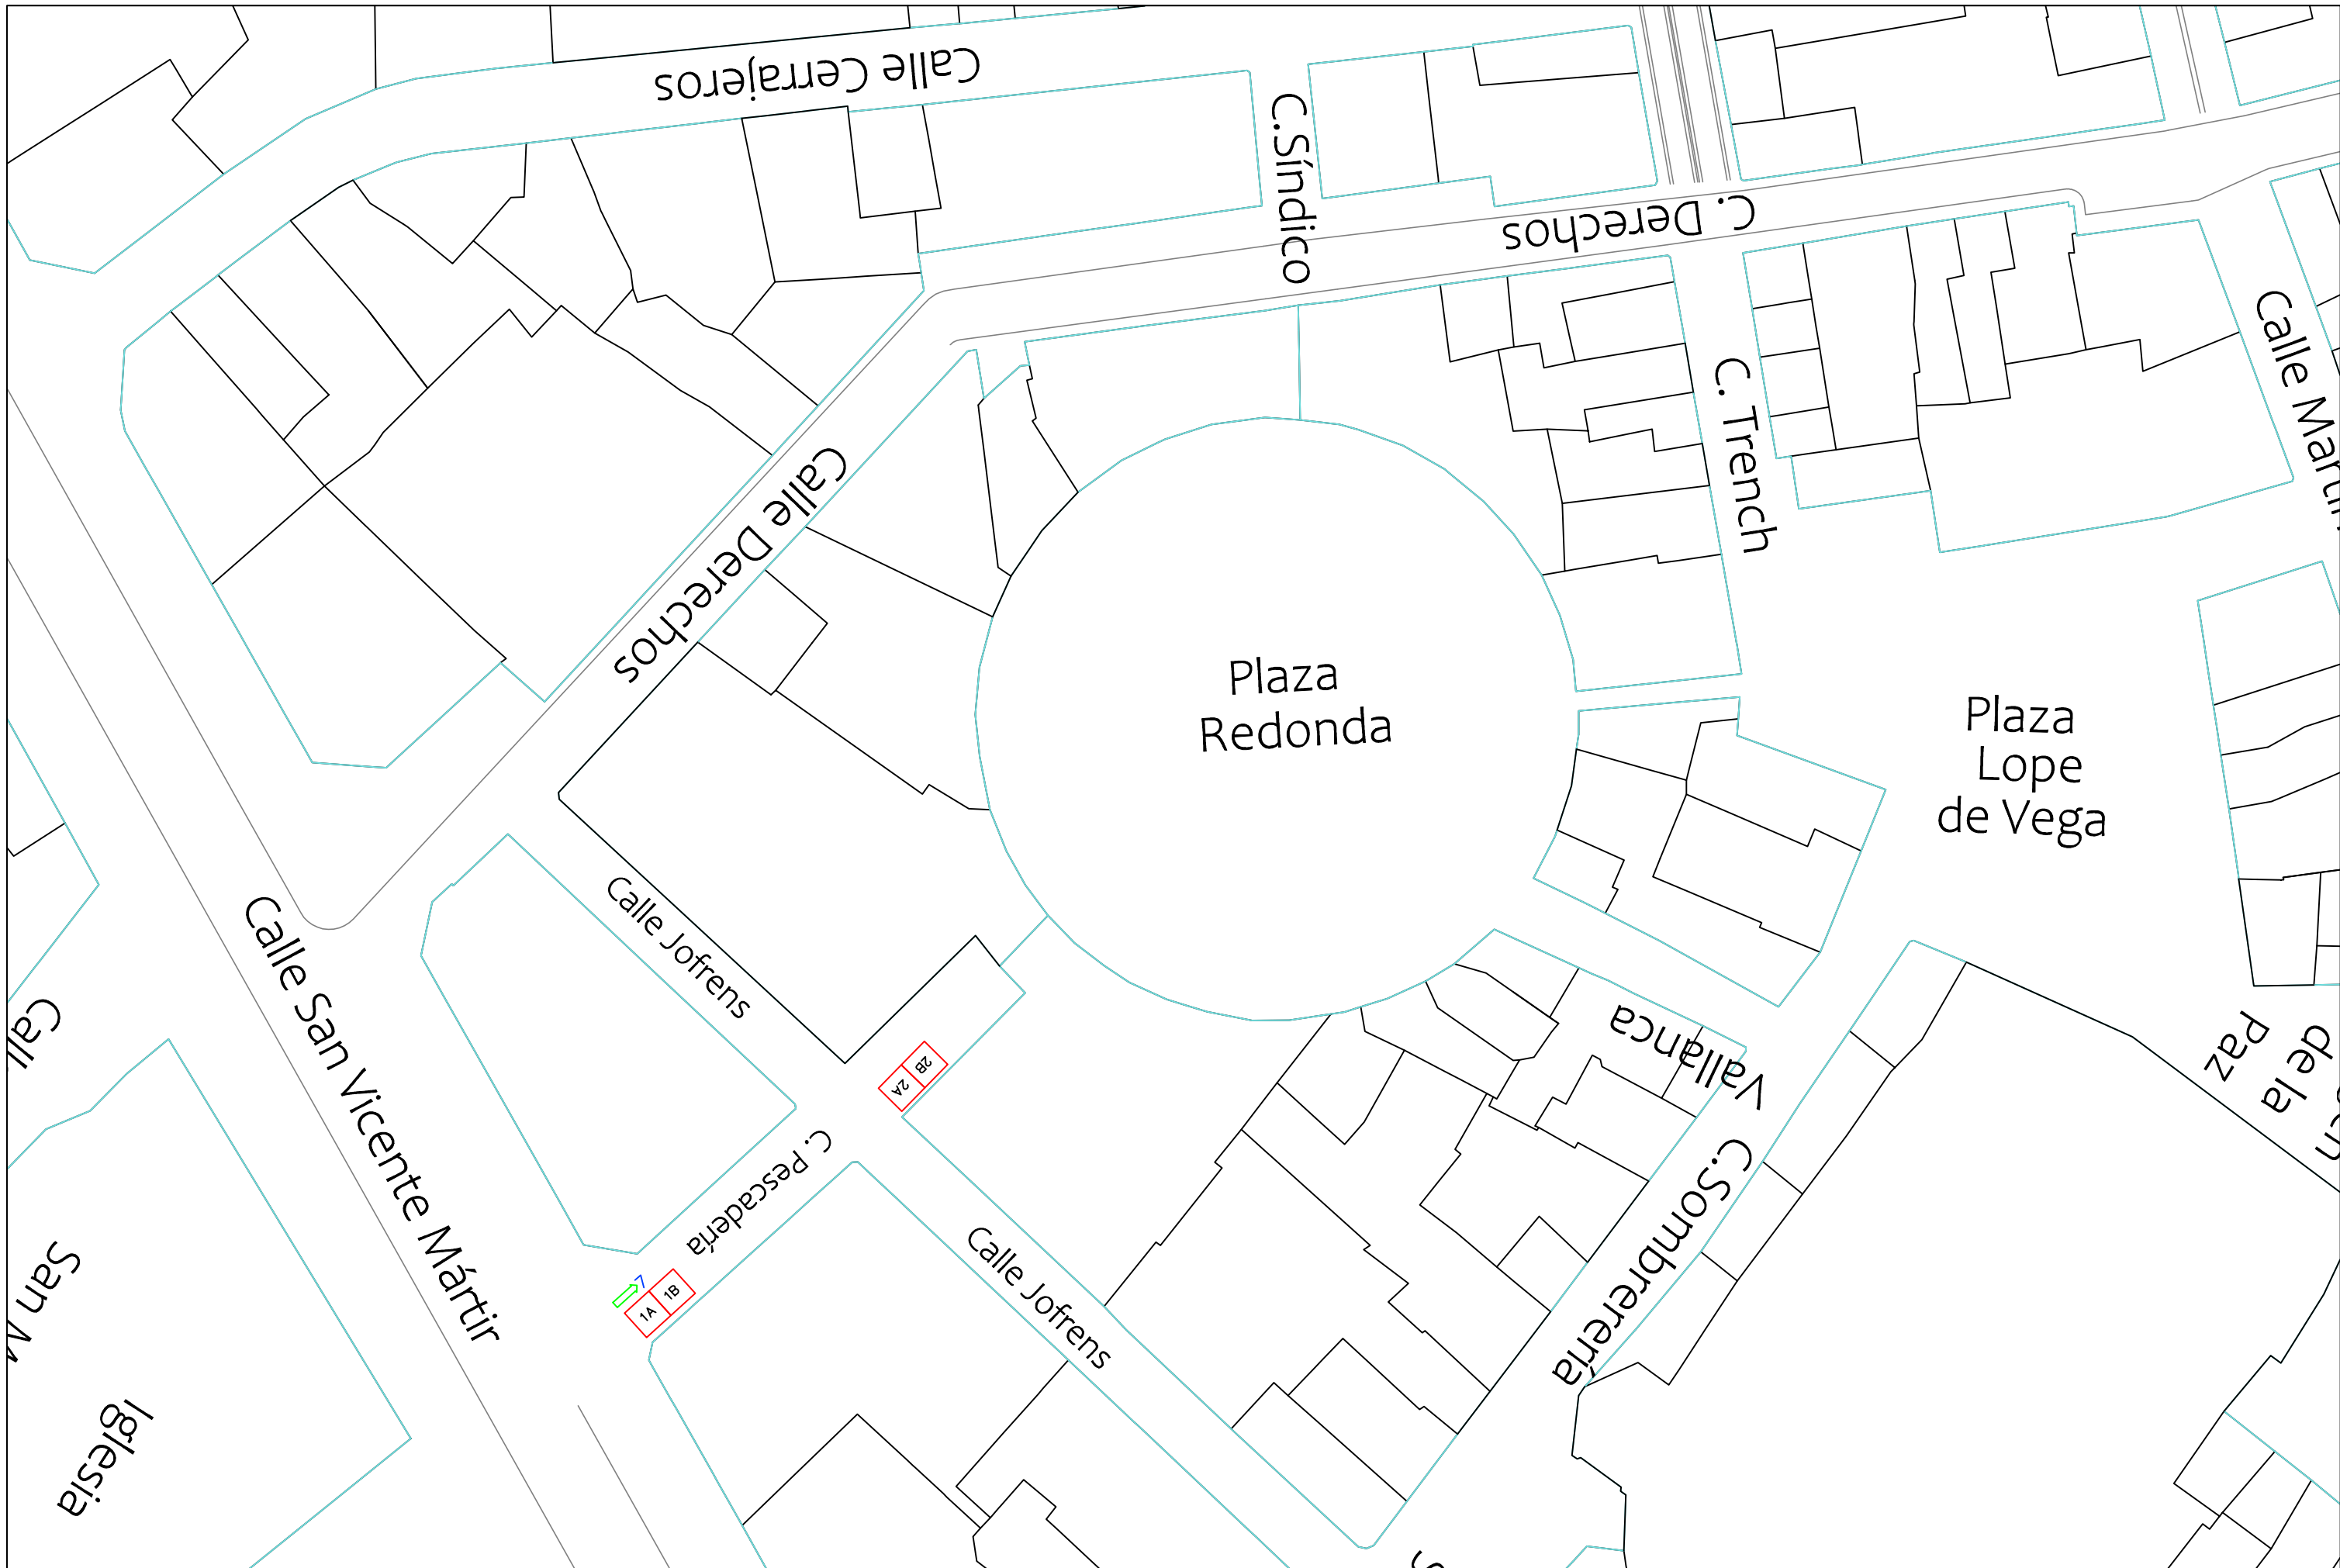 Calle Cerrajeros
C.Síndico
C. Derechos
Calle
C. Trench
Calle Derechos
Plaza
Redonda
Plaza
Lope
de Vega
Calle Jofrens
Calle San Vicente Mártir
Vallanca
de la
Paz
2A
2B
C. Pescadería
C.Sombrerería
Calle Jofrens
7
1A
1B
San
Iglesia